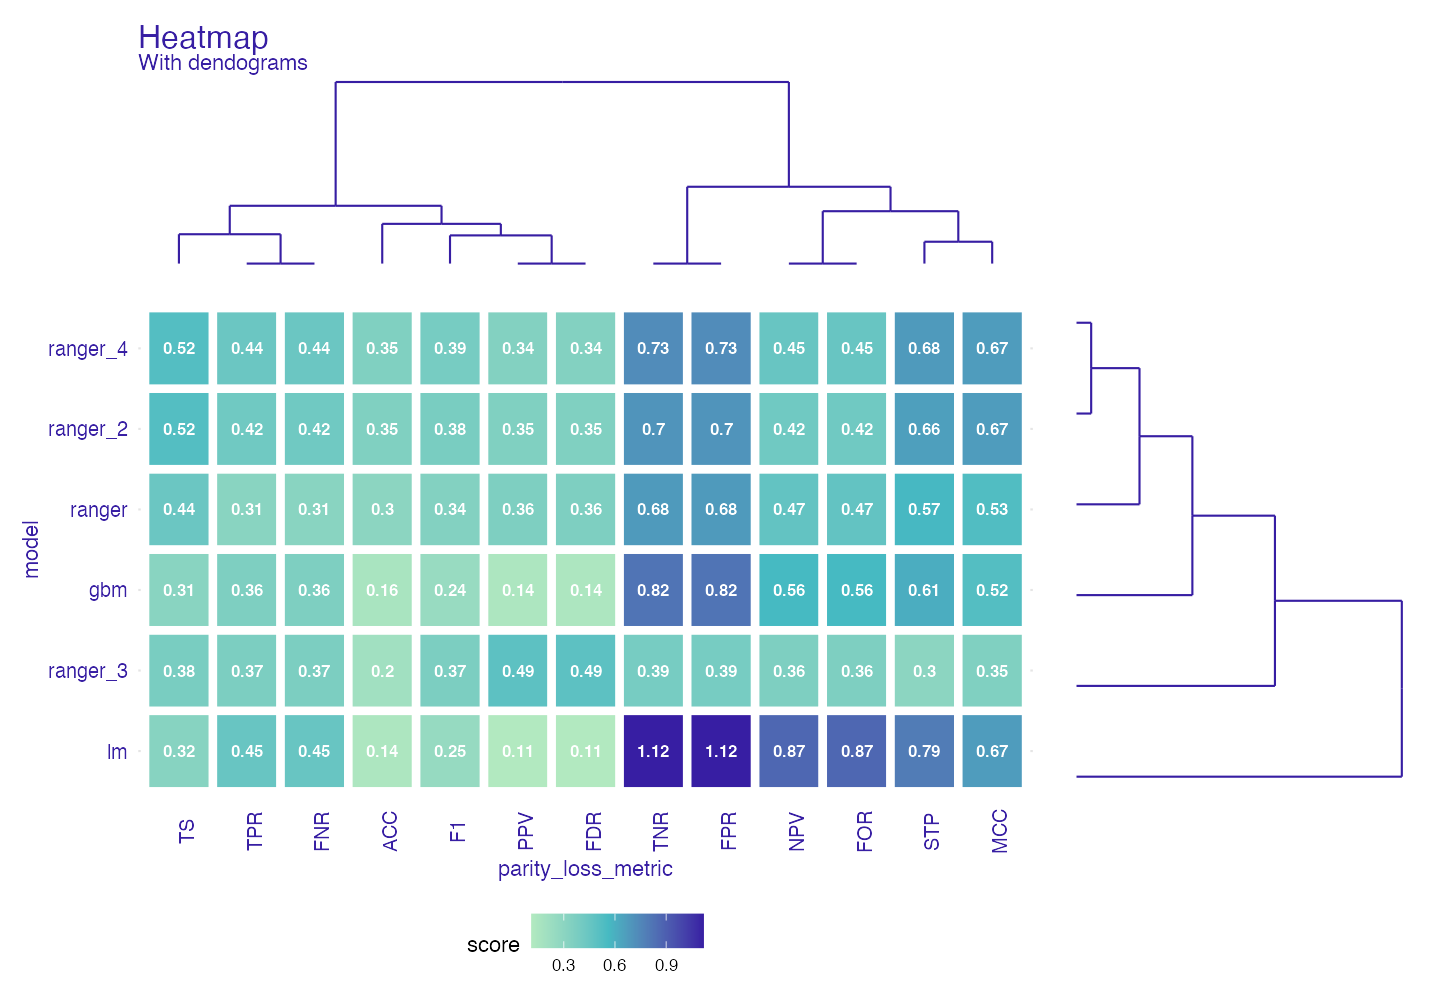 Heatmap
With dendograms
ranger_4 0.52 0.44 0.44 0.35 0.39 0.34 0.34 0.73 0.73 0.45 0.45 0.68 0.67
ranger_2 0.52 0.42 0.42 0.35 0.38 0.35 0.35 0.7 0.7 0.42 0.42 0.66 0.67
ranger 0.44 0.31 0.31 0.3 0.34 0.36 0.36 0.68 0.68 0.47 0.47 0.57 0.53
model
gbm 0.31 0.36 0.36 0.16 0.24 0.14 0.14 0.82 0.82 0.56 0.56 0.61 0.52
ranger_3 0.38 0.37 0.37 0.2 0.37 0.49 0.49 0.39 0.39 0.36 0.36 0.3 0.35
lm 0.32 0.45 0.45 0.14 0.25 0.11 0.11 1.12 1.12 0.87 0.87 0.79 0.67
TS TPR FNR ACC F1 PPV FDR TNR FPR NPV FOR STP MCC
parity_loss_metric
score
0.3 0.6 0.9